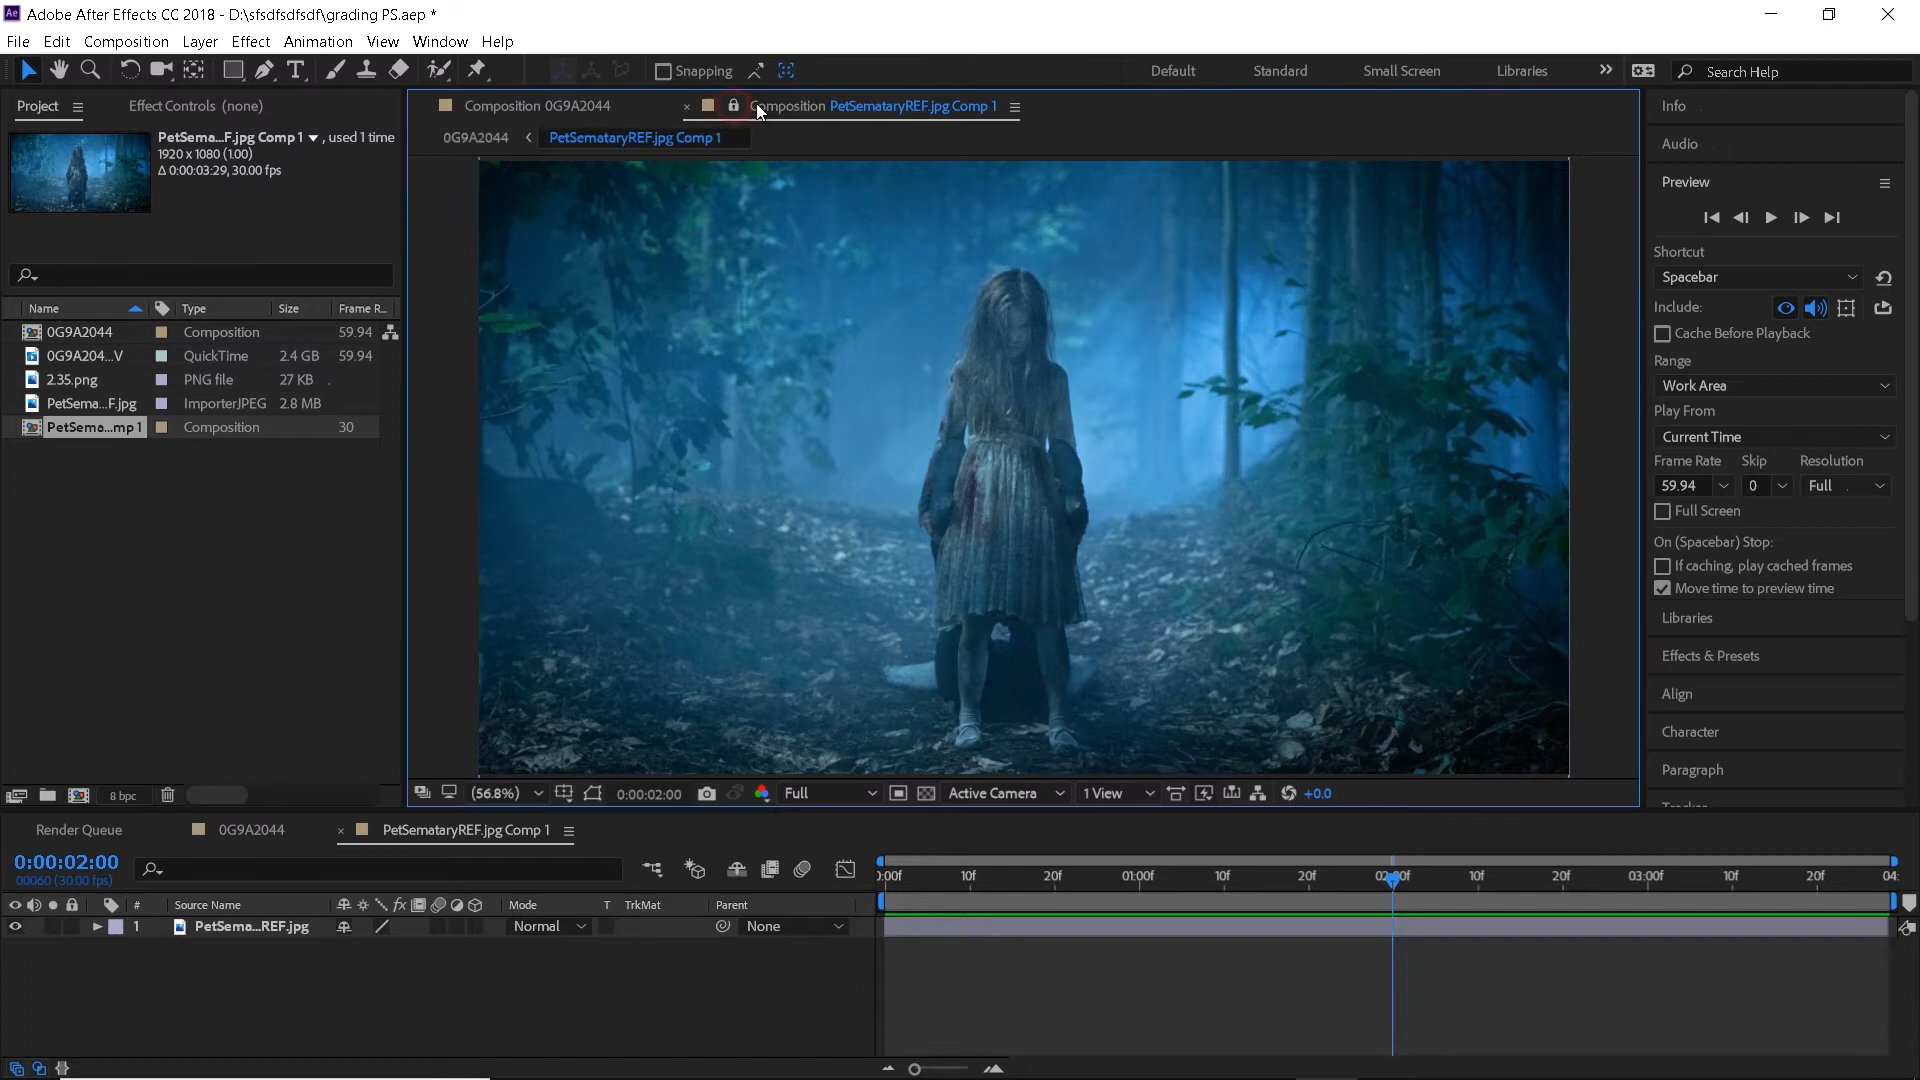 Ae Adobe After Effects CC 2018 - D:\sfsdfsdfsdf\grading PS.aep *
File Edit Composition Layer Effect Animation View Window Help
Snapping Default Standard Small Screen Libraries Search Help
Project Effect Controls (none)
PetSema...F.jpg Comp 1 , used 1 time
1920 x 1080 (1.00)
Δ 0:00:03:29, 30.00 fps
Name Type Size Frame R...
0G9A2044 Composition 59.94
0G9A204...V QuickTime 2.4 GB 59.94
2.35.png PNG file 27 KB
PetSema...F.jpg ImporterJPEG 2.8 MB
PetSema...mp 1 Composition 30
8 bpc
Composition 0G9A2044 × Composition PetSemataryREF.jpg Comp 1
0G9A2044 PetSemataryREF.jpg Comp 1
(56.8%) 0:00:02:00 Full Active Camera 1 View +0.0
Info
Audio
Preview
Shortcut
Spacebar
Include:
Cache Before Playback
Range
Work Area
Play From
Current Time
Frame Rate Skip Resolution
59.94 0 Full
Full Screen
On (Spacebar) Stop:
If caching, play cached frames
Move time to preview time
Libraries
Effects & Presets
Align
Character
Paragraph
Tracker
Render Queue 0G9A2044 × PetSemataryREF.jpg Comp 1
0:00:02:00
00060 (30.00 fps)
):00f 10f 20f 01:00f 10f 20f 02:00f 10f 20f 03:00f 10f 20f 04:
# Source Name fx Mode T TrkMat Parent
1 PetSema...REF.jpg Normal None